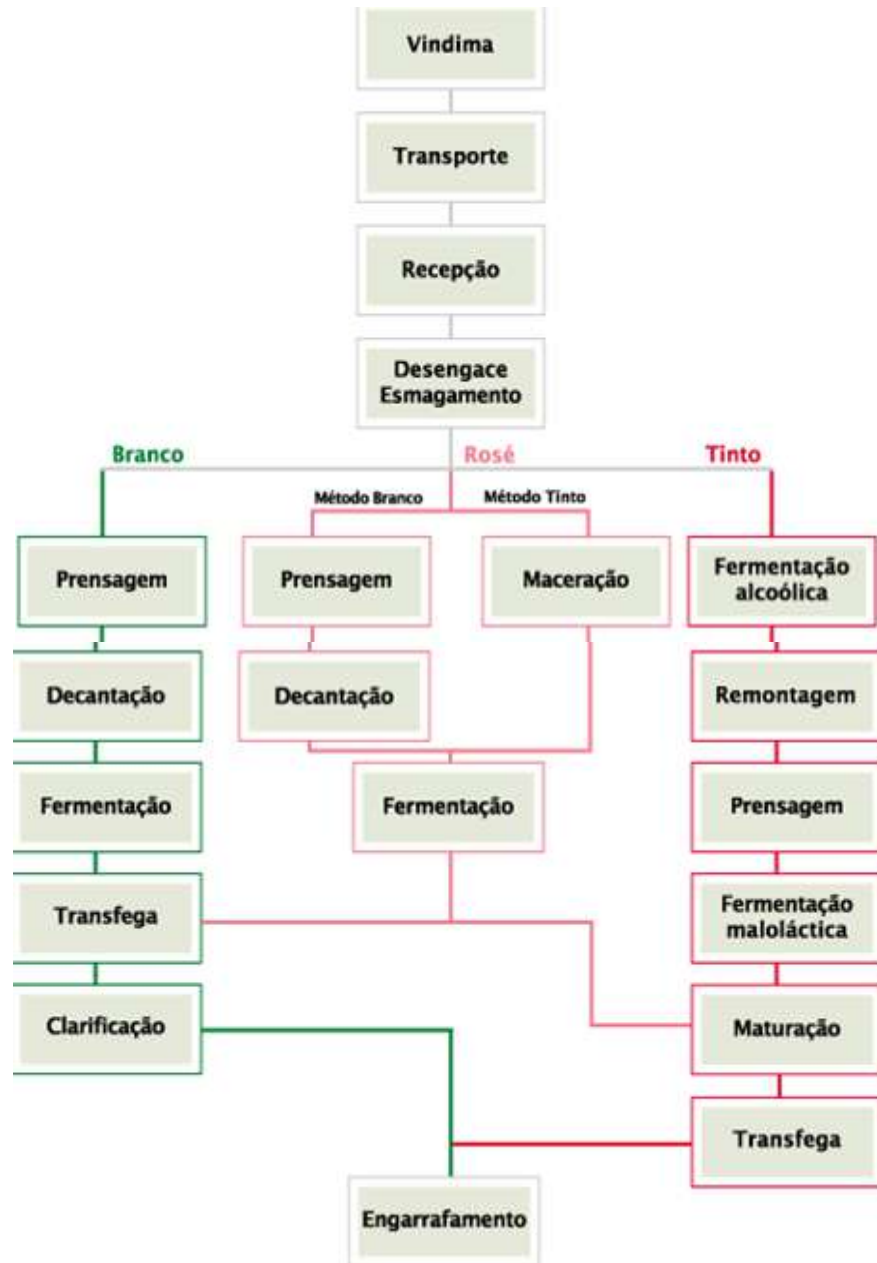 Vindima
Transporte
Recepção
Desengace
Esmagamento
Branco
Rosé
Tinto
Método Branco
Método Tinto
Prensagem
Prensagem
Maceração
Fermentação
alcoólica
Decantação
Decantação
Remontagem
Fermentação
Fermentação
Prensagem
Transfega
Fermentação
maloláctica
Clarificação
Maturação
Transfega
Engarrafamento